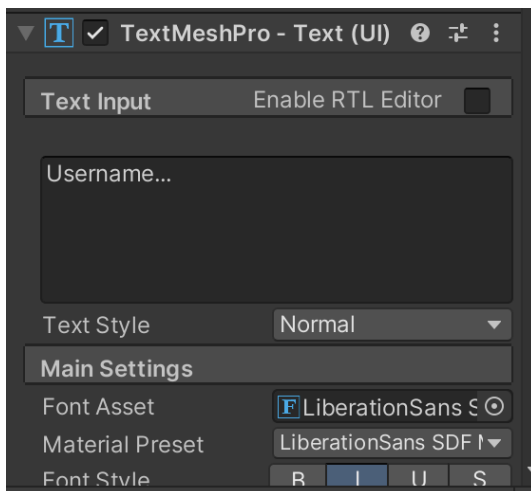 TextMeshPro - Text (UI)
Text Input Enable RTL Editor
Username...
Text Style Normal
Main Settings
Font Asset F LiberationSans S
Material Preset LiberationSans SDF
Font Style B I U S